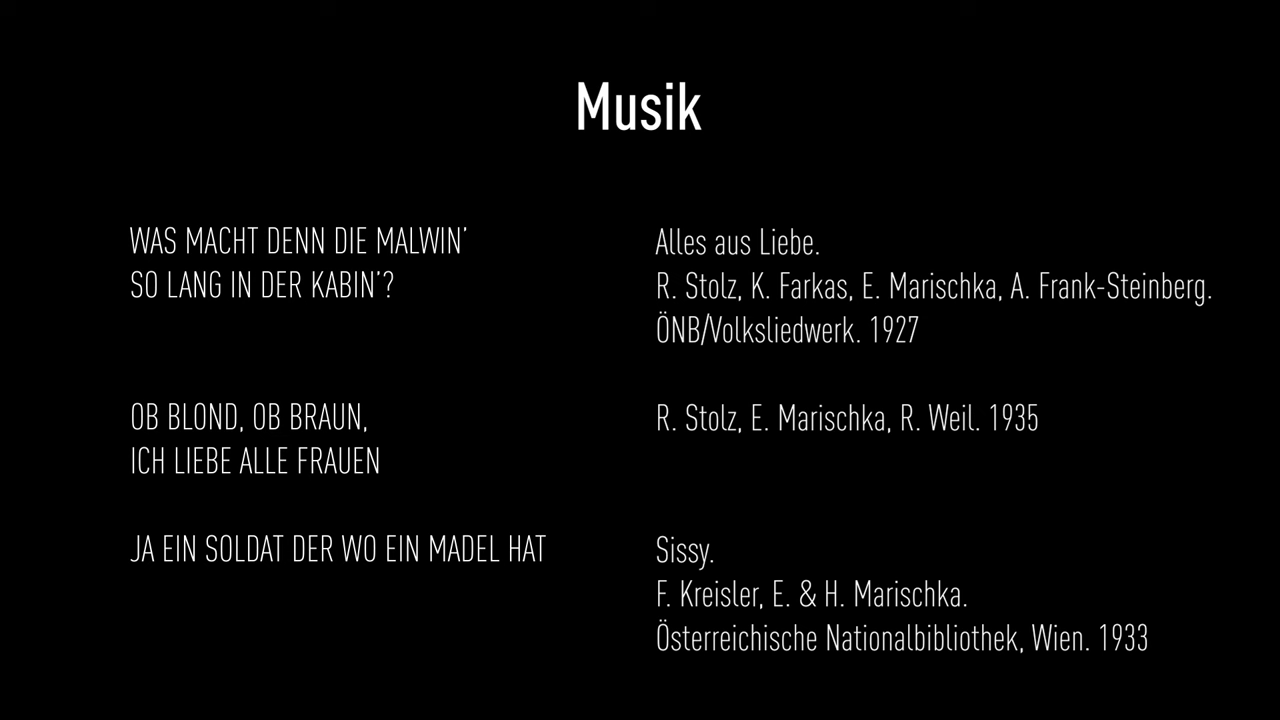 Musik
WAS MACHT DENN DIE MALWIN’
SO LANG IN DER KABIN’?
Alles aus Liebe.
R. Stolz, K. Farkas, E. Marischka, A. Frank-Steinberg.
ÖNB/Volksliedwerk. 1927
OB BLOND, OB BRAUN,
ICH LIEBE ALLE FRAUEN
R. Stolz, E. Marischka, R. Weil. 1935
JA EIN SOLDAT DER WO EIN MADEL HAT
Sissy.
F. Kreisler, E. & H. Marischka.
Österreichische Nationalbibliothek, Wien. 1933